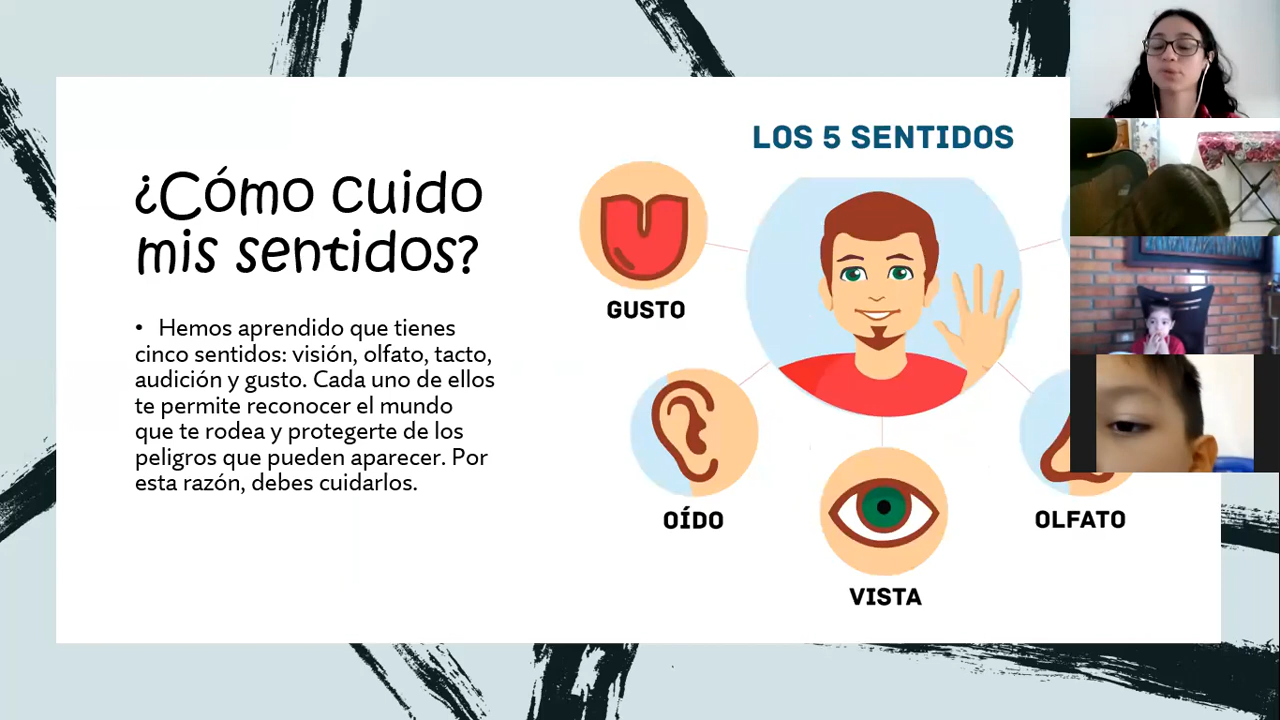 ¿Cómo cuido
mis sentidos?
• Hemos aprendido que tienes
cinco sentidos: visión, olfato, tacto,
audición y gusto. Cada uno de ellos
te permite reconocer el mundo
que te rodea y protegerte de los
peligros que pueden aparecer. Por
esta razón, debes cuidarlos.
LOS 5 SENTIDOS
GUSTO
OÍDO
VISTA
OLFATO